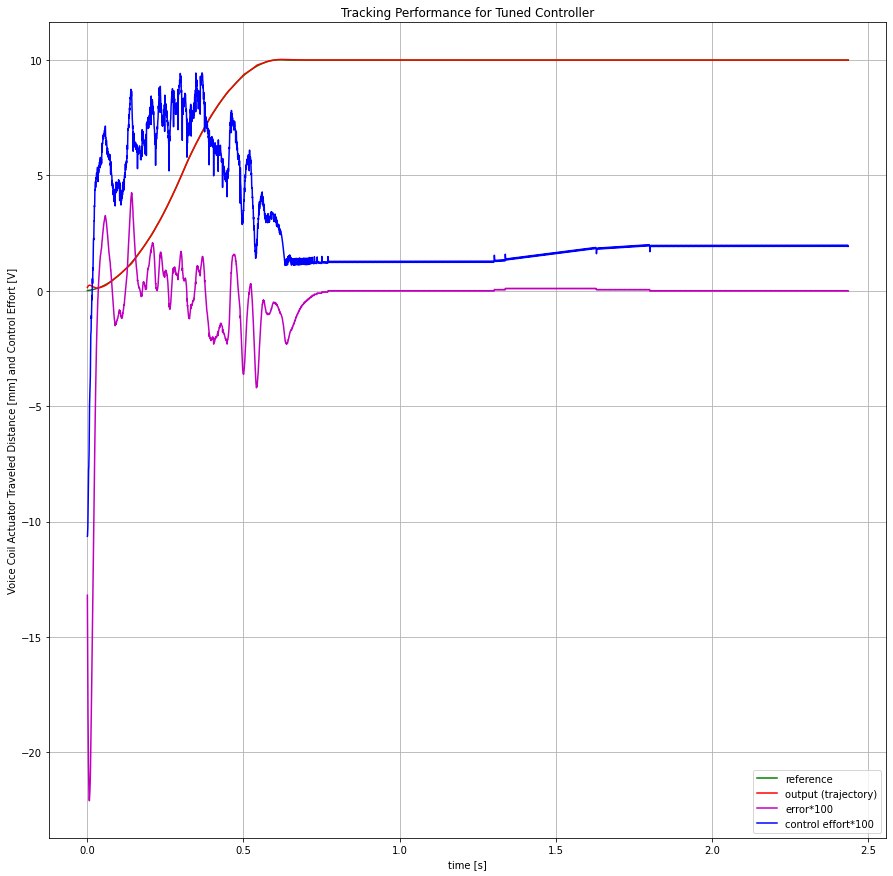 Tracking Performance for Tuned Controller
Voice Coil Actuator Traveled Distance [mm] and Control Effort [V]
10
5
0
−5
−10
−15
−20
0.0
0.5
1.0
1.5
2.0
2.5
time [s]
reference
output (trajectory)
error*100
control effort*100